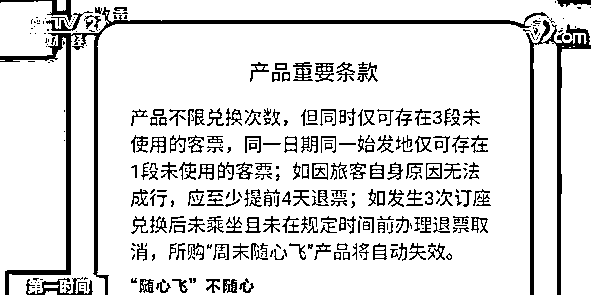 数量
TV 2
财经
com
产品重要条款
产品不限兑换次数，但同时仅可存在3段未
使用的客票，同一日期同一始发地仅可存在
1段未使用的客票；如因旅客自身原因无法
成行，应至少提前4天退票；如发生3次订座
兑换后未乘坐且未在规定时间前办理退票取
消，所购“周末随心飞”产品将自动失效。
第一时间
“随心飞”不随心